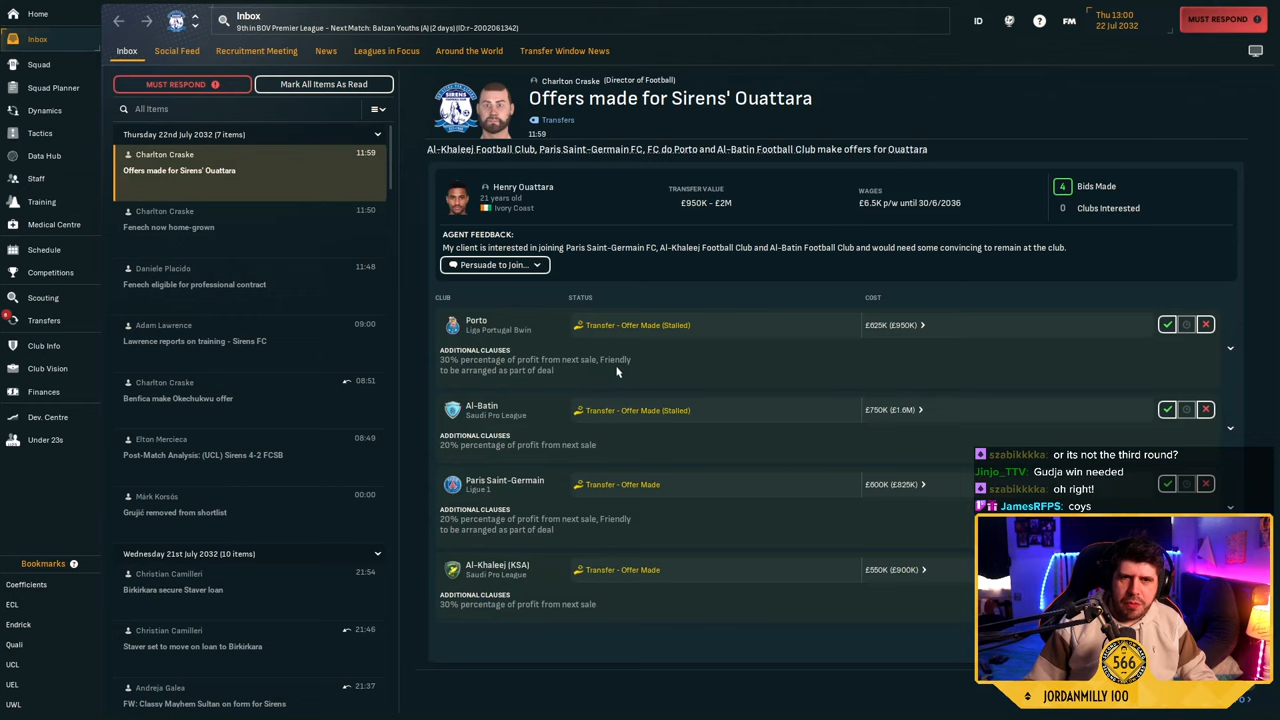 Home
Inbox
Squad
Squad Planner
Dynamics
Tactics
Data Hub
Staff
Training
Medical Centre
Schedule
Competitions
Scouting
6
Transfers
Club Info
Club Vision
Finances
Dev. Centre
Under 23s
Bookmarks
Coefficients
ECL
Endrick
Quali
UCL
UEL
UWL
Inbox
9th in BOV Premier League - Next Match: Balzan Youths (A) (2 days) (ID:r-2002061342)
ID
FM
Thu 13:00
22 Jul 2032
MUST RESPOND
Inbox
Social Feed
Recruitment Meeting
News
Leagues in Focus
Around the World
Transfer Window News
MUST RESPOND
Mark All Items As Read
All Items
Thursday 22nd July 2032 (7 items)
Charlton Craske 11:59
Offers made for Sirens' Ouattara
Charlton Craske 11:50
Fenech now home-grown
Daniele Placido 11:48
Fenech eligible for professional contract
Adam Lawrence 09:00
Lawrence reports on training - Sirens FC
Charlton Craske 08:51
Benfica make Okechukwu offer
Elton Mercieca 08:49
Post-Match Analysis: (UCL) Sirens 4-2 FCSB
Márk Korsós 00:00
Grujić removed from shortlist
Wednesday 21st July 2032 (10 items)
Christian Camilleri 21:54
Birkirkara secure Staver loan
Christian Camilleri 21:46
Staver set to move on loan to Birkirkara
Andreja Galea 21:37
FW: Classy Mayhem Sultan on form for Sirens
SIRENS
Charlton Craske (Director of Football)
Offers made for Sirens' Ouattara
Transfers
11:59
Al-Khaleej Football Club, Paris Saint-Germain FC, FC do Porto and Al-Batin Football Club make offers for Ouattara
Henry Ouattara
21 years old
Ivory Coast
TRANSFER VALUE
£950K - £2M
WAGES
£6.5K p/w until 30/6/2036
4 Bids Made
0 Clubs Interested
AGENT FEEDBACK:
My client is interested in joining Paris Saint-Germain FC, Al-Khaleej Football Club and Al-Batin Football Club and would need some convincing to remain at the club.
Persuade to Join...
CLUB STATUS COST
Porto
Liga Portugal Bwin
Transfer - Offer Made (Stalled)
£625K (£950K)
ADDITIONAL CLAUSES
30% percentage of profit from next sale, Friendly
to be arranged as part of deal
Al-Batin
Saudi Pro League
Transfer - Offer Made (Stalled)
£750K (£1.6M)
ADDITIONAL CLAUSES
20% percentage of profit from next sale
Paris Saint-Germain
Ligue 1
Transfer - Offer Made
£600K (£825K)
ADDITIONAL CLAUSES
20% percentage of profit from next sale, Friendly
to be arranged as part of deal
Al-Khaleej (KSA)
Saudi Pro League
Transfer - Offer Made
£550K (£900K)
ADDITIONAL CLAUSES
30% percentage of profit from next sale
szabikkkka: or its not the third round?
Jinjo_TTV: Gudja win needed
szabikkkka: oh right!
JamesRFPS: coys
566
JORDANMILLY 100